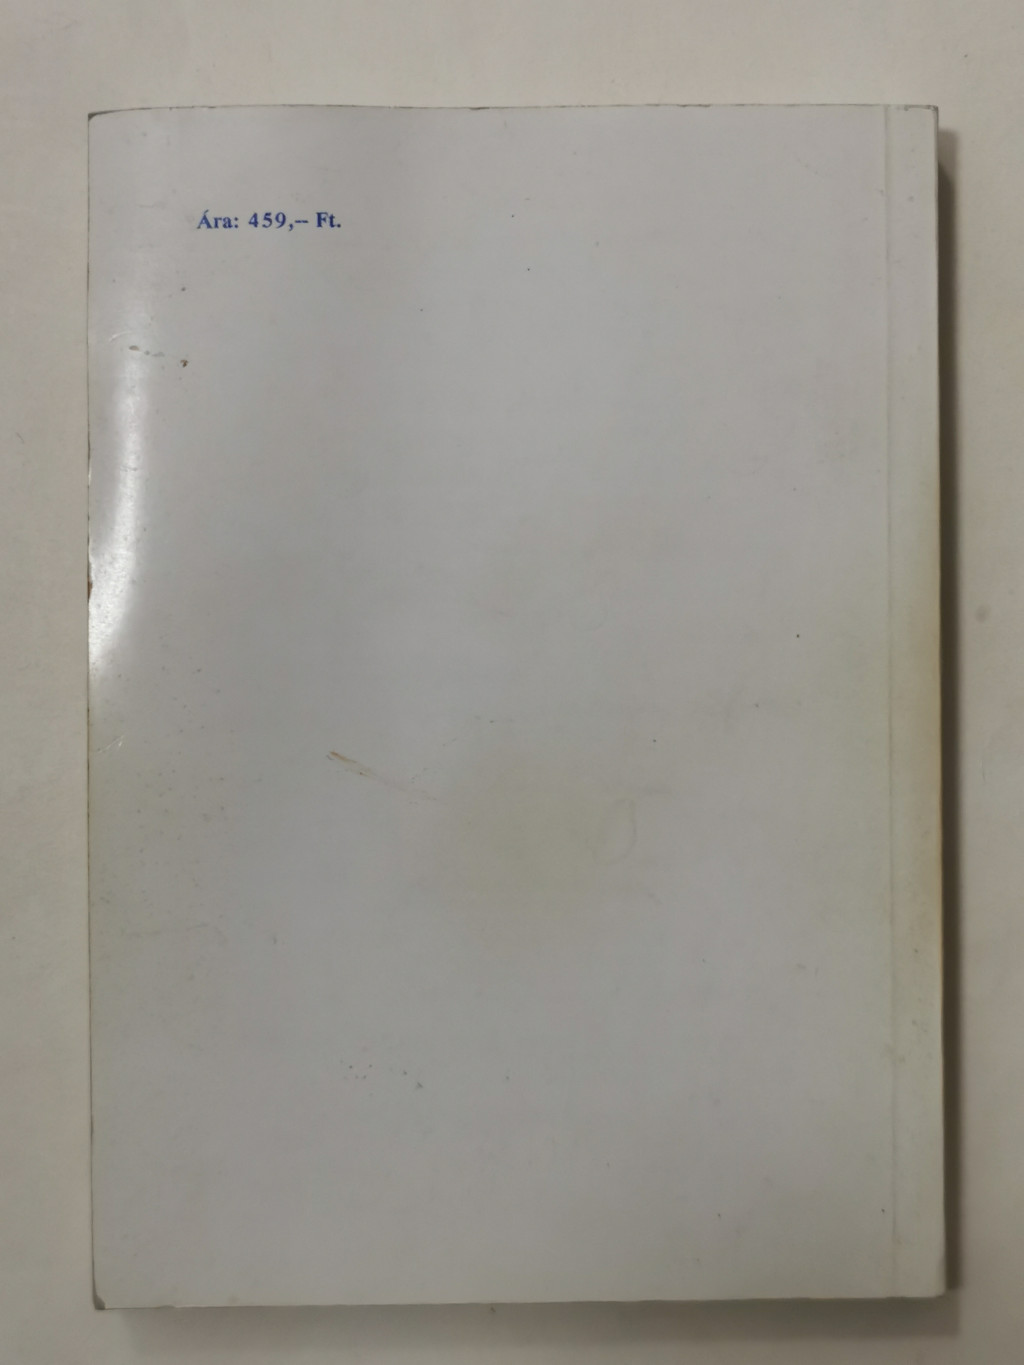 Ára: 459,-- Ft.